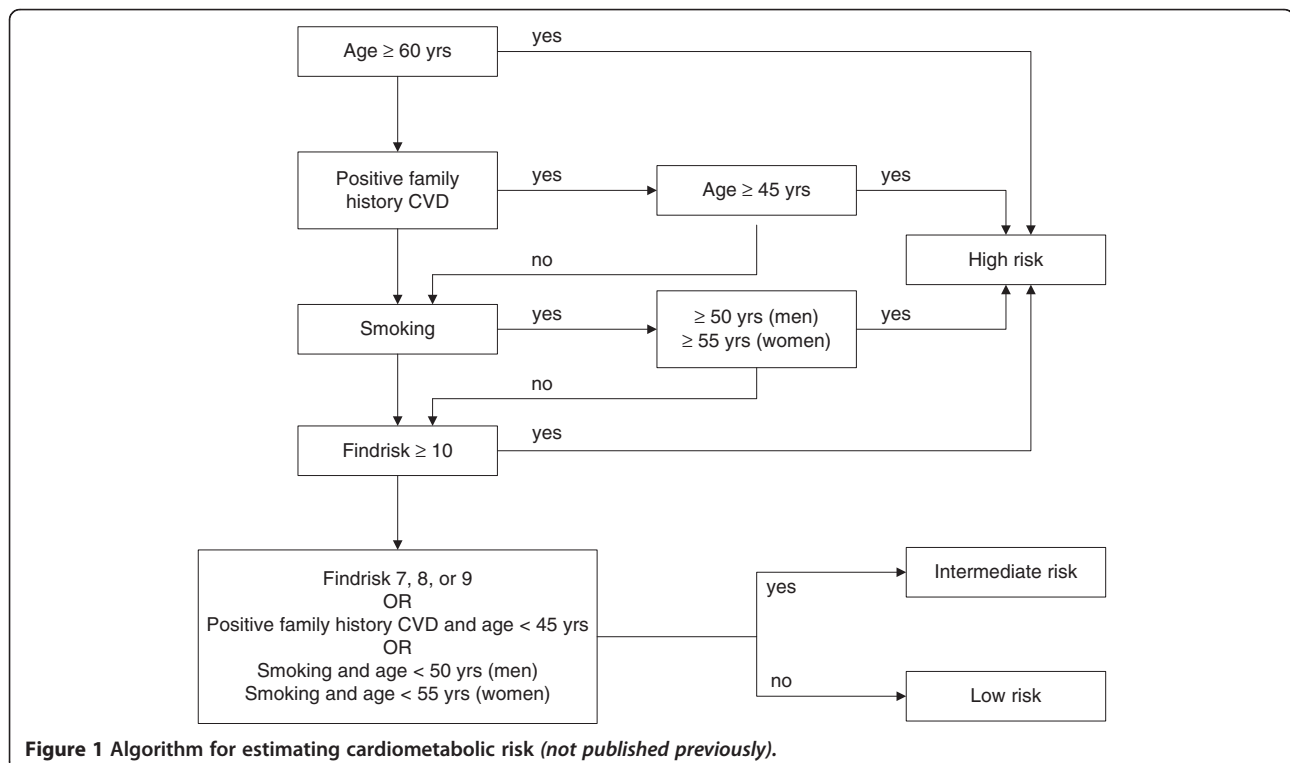 Age ≥ 60 yrs
yes
Positive family
history CVD
yes
Age ≥ 45 yrs
yes
High risk
no
Smoking
yes
≥ 50 yrs (men)
≥ 55 yrs (women)
yes
no
Findrisk ≥ 10
yes
Findrisk 7, 8, or 9
OR
Positive family history CVD and age < 45 yrs
OR
Smoking and age < 50 yrs (men)
Smoking and age < 55 yrs (women)
yes
Intermediate risk
no
Low risk
Figure 1 Algorithm for estimating cardiometabolic risk (not published previously).